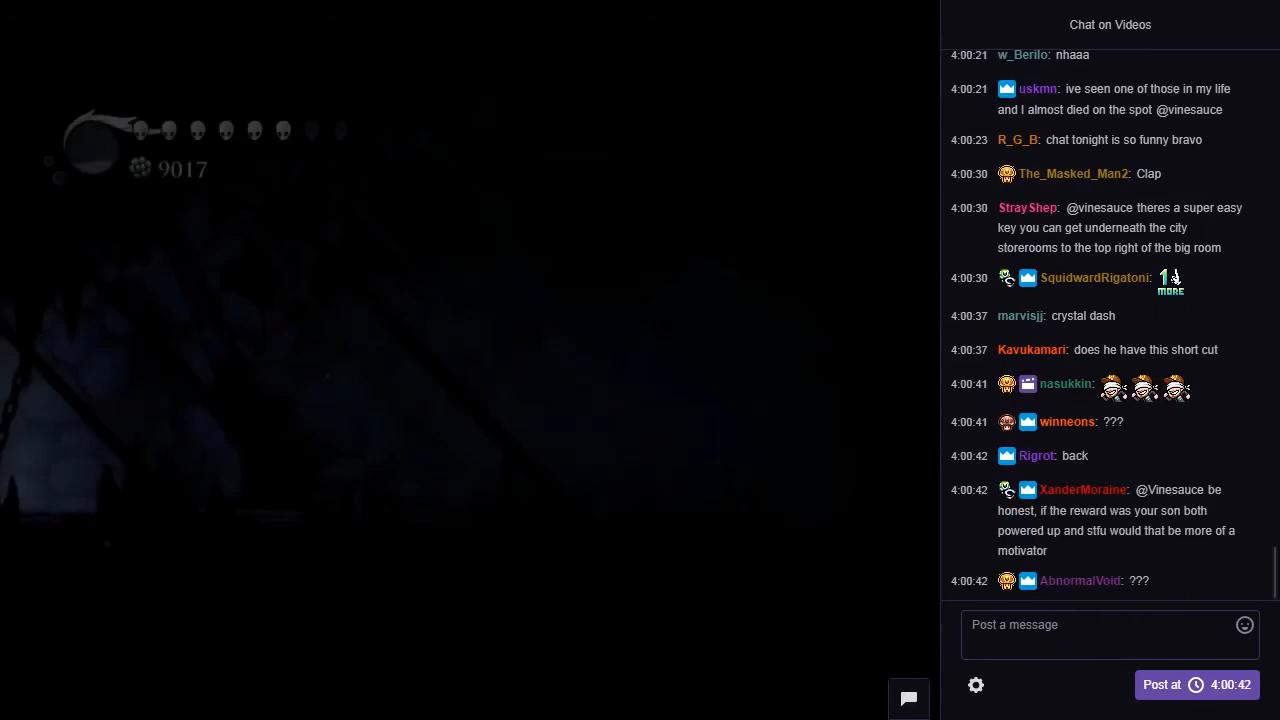 Chat on Videos
4:00:21 w_Berilo: nhaaa
4:00:21 uskmn: ive seen one of those in my life
and I almost died on the spot @vinesauce
4:00:23 R_G_B: chat tonight is so funny bravo
4:00:30 The_Masked_Man2: Clap
4:00:30 StrayShep: @vinesauce theres a super easy
key you can get underneath the city
storerooms to the top right of the big room
4:00:30 SquidwardRigatoni: 1
MORE
4:00:37 marvisjj: crystal dash
4:00:37 Kavukamari: does he have this short cut
4:00:41 nasukkin:
4:00:41 winneons: ???
4:00:42 Rigrot: back
4:00:42 XanderMoraine: @Vinesauce be
honest, if the reward was your son both
powered up and stfu would that be more of a
motivator
4:00:42 AbnormalVoid: ???
Post a message
Post at 4:00:42
9017